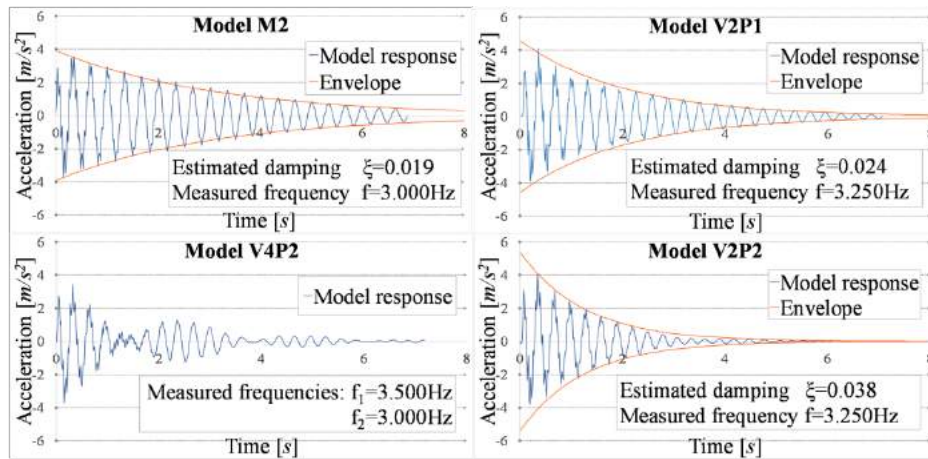 Model M2
Acceleration [m/s²]
6
4
2
0
-2
-4
-6
0 2 4 6 8
Model response
Envelope
Estimated damping ξ=0.019
Measured frequency f=3.000Hz
Time [s]
Model V2P1
Acceleration [m/s²]
6
4
2
0
-2
-4
-6
0 2 4 6 8
Model response
Envelope
Estimated damping ξ=0.024
Measured frequency f=3.250Hz
Time [s]
Model V4P2
Acceleration [m/s²]
6
4
2
0
-2
-4
-6
0 2 4 6 8
Model response
Measured frequencies: f₁=3.500Hz
f₂=3.000Hz
Time [s]
Model V2P2
Acceleration [m/s²]
6
4
2
0
-2
-4
-6
0 2 4 6 8
Model response
Envelope
Estimated damping ξ=0.038
Measured frequency f=3.250Hz
Time [s]